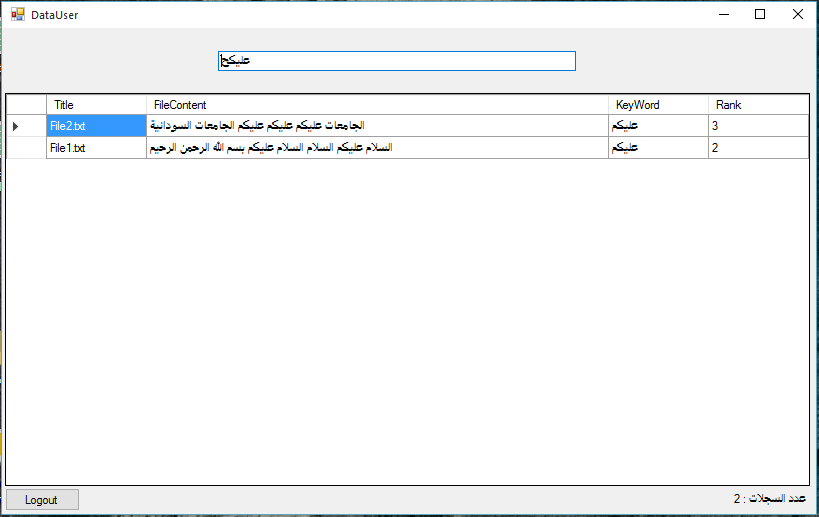 DataUser
عليكح
Title FileContent KeyWord Rank
File2.txt الجامعات عليكم عليكم عليكم الجامعات السودانية عليكم 3
File1.txt السلام عليكم السلام السلام عليكم بسم الله الرحمن الرحيم عليكم 2
Logout عدد السجلات : 2